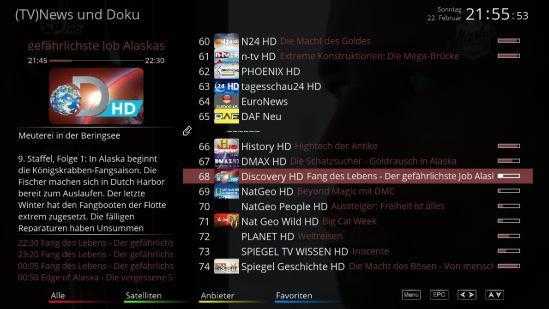 (TV)News und Doku
Sonntag
22. Februar
21:55:53
gefährlichste Job Alaskas
21:45
22:30
HD
Meuterei in der Beringsee
9. Staffel, Folge 1: In Alaska beginnt
die Königskrabben-Fangsaison. Die
Fischer machen sich in Dutch Harbor
bereit zum Auslaufen. Der letzte
Winter hat den Fangbooten der Flotte
extrem zugesetzt. Die fälligen
Reparaturen haben Unsummen
22:30 Fang des Lebens - Der gefährlichs
23:20 Fang des Lebens - Der gefährlichs
00:05 Fang des Lebens - Der gefährlichs
00:50 Edge of Alaska - Die vergessene S
60 N24 HD Die Macht des Goldes
61 n-tv HD Extreme Konstruktionen: Die Mega-Brücke
62 PHOENIX HD
63 tagesschau24 HD
64 EuroNews
65 DAF Neu
~~~~~~
66 History HD Hightech der Antike
67 DMAX HD Die Schatzsucher - Goldrausch in Alaska
68 Discovery HD Fang des Lebens - Der gefährlichste Job Alasl
69 NatGeo HD Beyond Magic mit DMC
70 NatGeo People HD Aussteiger: Freiheit ist alles
71 Nat Geo Wild HD Big Cat Week
72 PLANET HD Weltreisen
73 SPIEGEL TV WISSEN HD Inocente
74 Spiegel Geschichte HD Die Macht des Bösen - Von mensch
Alle
Satelliten
Anbieter
Favoriten
Menu
EPG